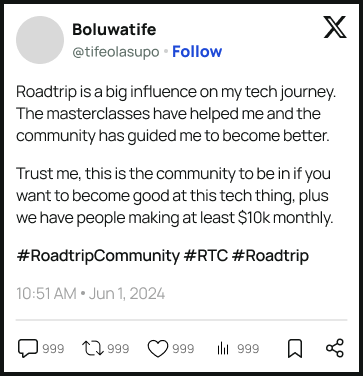 Boluwatife
@tifeolasupo • Follow
Roadtrip is a big influence on my tech journey.
The masterclasses have helped me and the
community has guided me to become better.
Trust me, this is the community to be in if you
want to become good at this tech thing, plus
we have people making at least $10k monthly.
#RoadtripCommunity #RTC #Roadtrip
10:51 AM • Jun 1, 2024
999 999 999 999